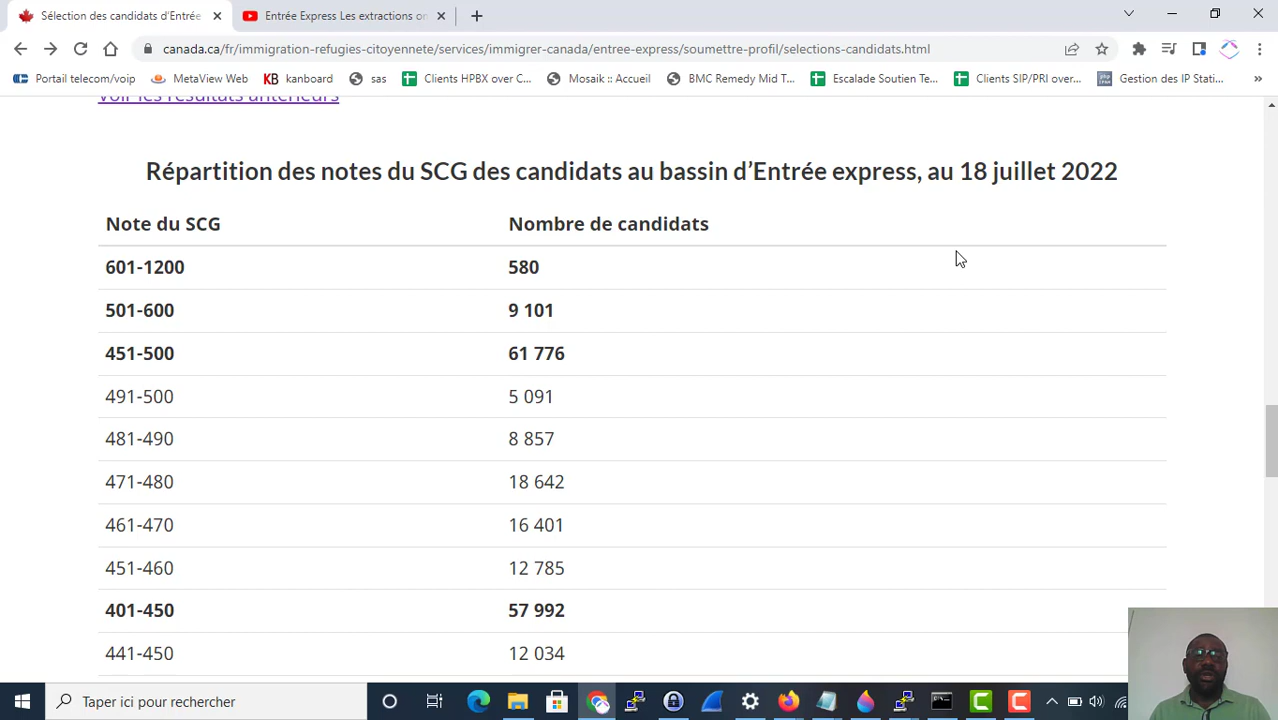 Sélection des candidats d'Entrée
Entrée Express Les extractions on
canada.ca/fr/immigration-refugies-citoyennete/services/immigrer-canada/entree-express/soumettre-profil/selections-candidats.html
Portail telecom/voip
MetaView Web
KB kanboard
sas
Clients HPBX over C...
Mosaik :: Accueil
BMC Remedy Mid T...
Escalade Soutien Te...
Clients SIP/PRI over...
Gestion des IP Stati...
»
Voir les résultats antérieurs
Répartition des notes du SCG des candidats au bassin d'Entrée express, au 18 juillet 2022
Note du SCG Nombre de candidats
601-1200 580
501-600 9 101
451-500 61 776
491-500 5 091
481-490 8 857
471-480 18 642
461-470 16 401
451-460 12 785
401-450 57 992
441-450 12 034
Taper ici pour rechercher